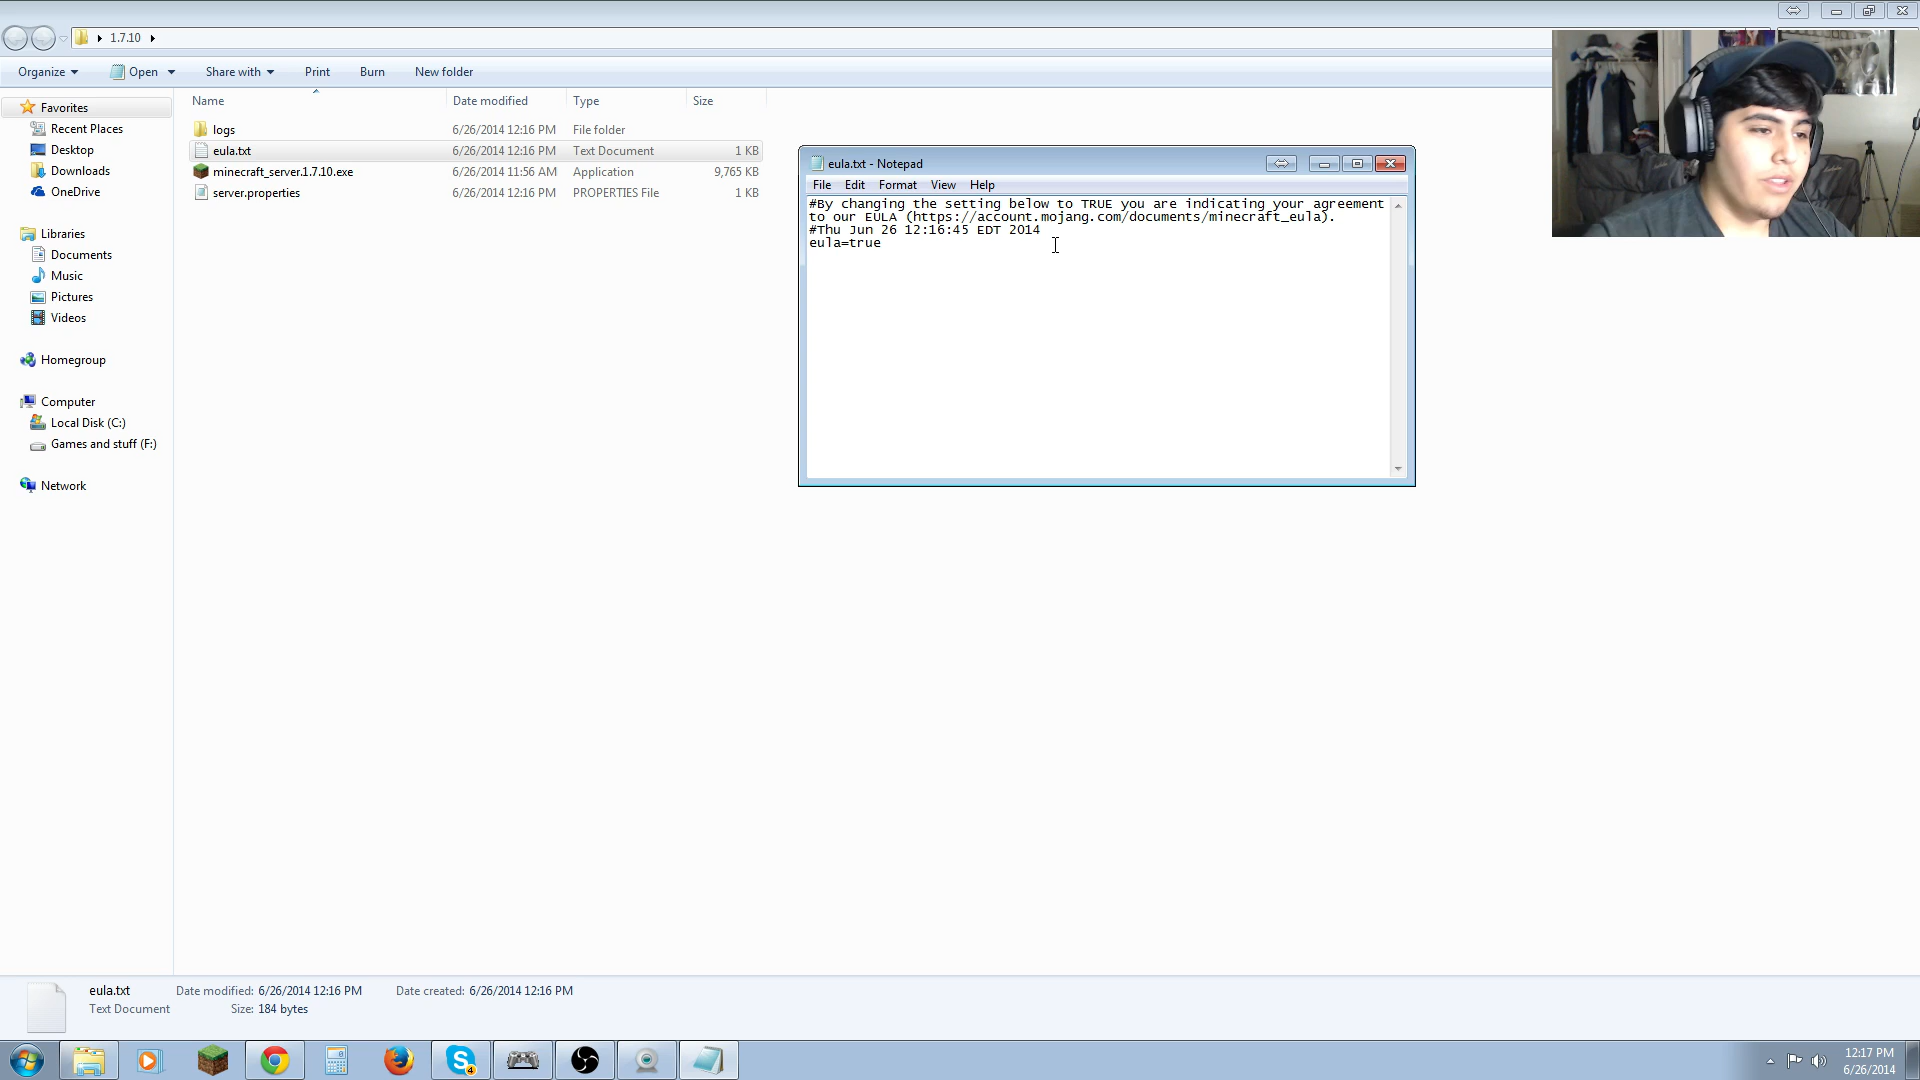 1.7.10
Organize
Open
Share with
Print
Burn
New folder
Name
Date modified
Type
Size
Favorites
Recent Places
Desktop
Downloads
OneDrive
Libraries
Documents
Music
Pictures
Videos
Homegroup
Computer
Local Disk (C:)
Games and stuff (F:)
Network
logs 6/26/2014 12:16 PM File folder
eula.txt 6/26/2014 12:16 PM Text Document 1 KB
minecraft_server.1.7.10.exe 6/26/2014 11:56 AM Application 9,765 KB
server.properties 6/26/2014 12:16 PM PROPERTIES File 1 KB
eula.txt - Notepad
File Edit Format View Help
#By changing the setting below to TRUE you are indicating your agreement
to our EULA (https://account.mojang.com/documents/minecraft_eula).
#Thu Jun 26 12:16:45 EDT 2014
eula=true
eula.txt Date modified: 6/26/2014 12:16 PM Date created: 6/26/2014 12:16 PM
Text Document Size: 184 bytes
4
12:17 PM
6/26/2014